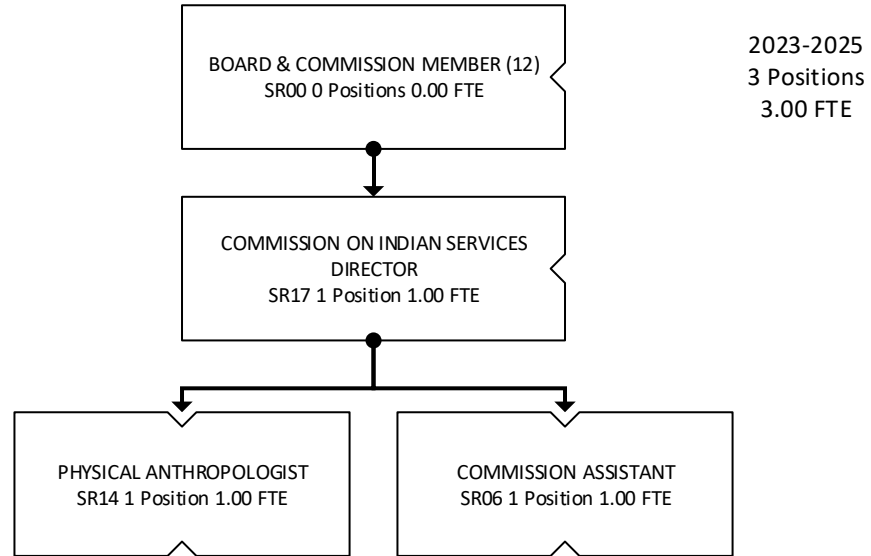 BOARD & COMMISSION MEMBER (12)
SR00 0 Positions 0.00 FTE
2023-2025
3 Positions
3.00 FTE
COMMISSION ON INDIAN SERVICES
DIRECTOR
SR17 1 Position 1.00 FTE
PHYSICAL ANTHROPOLOGIST
SR14 1 Position 1.00 FTE
COMMISSION ASSISTANT
SR06 1 Position 1.00 FTE